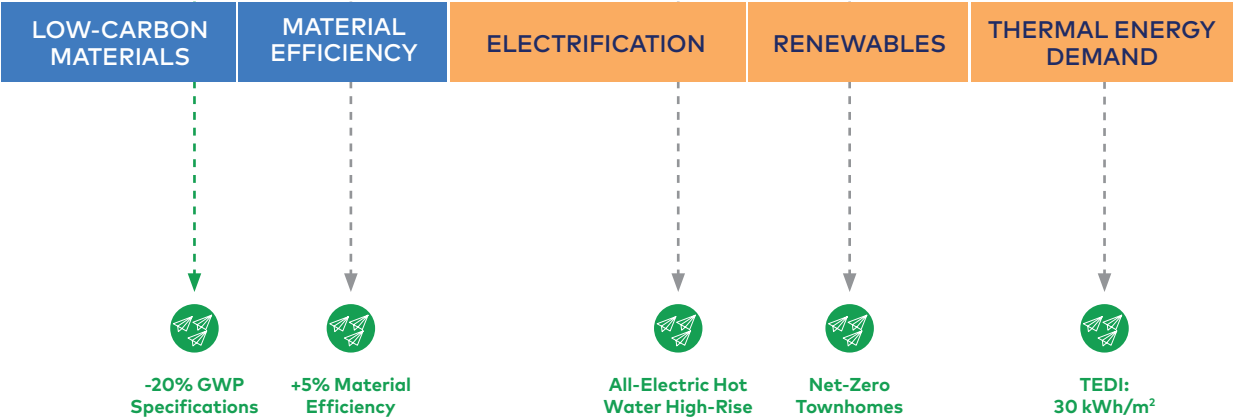 LOW-CARBON
MATERIALS
MATERIAL
EFFICIENCY
ELECTRIFICATION
RENEWABLES
THERMAL ENERGY
DEMAND
-20% GWP
Specifications
+5% Material
Efficiency
All-Electric Hot
Water High-Rise
Net-Zero
Townhomes
TEDI:
30 kWh/m²